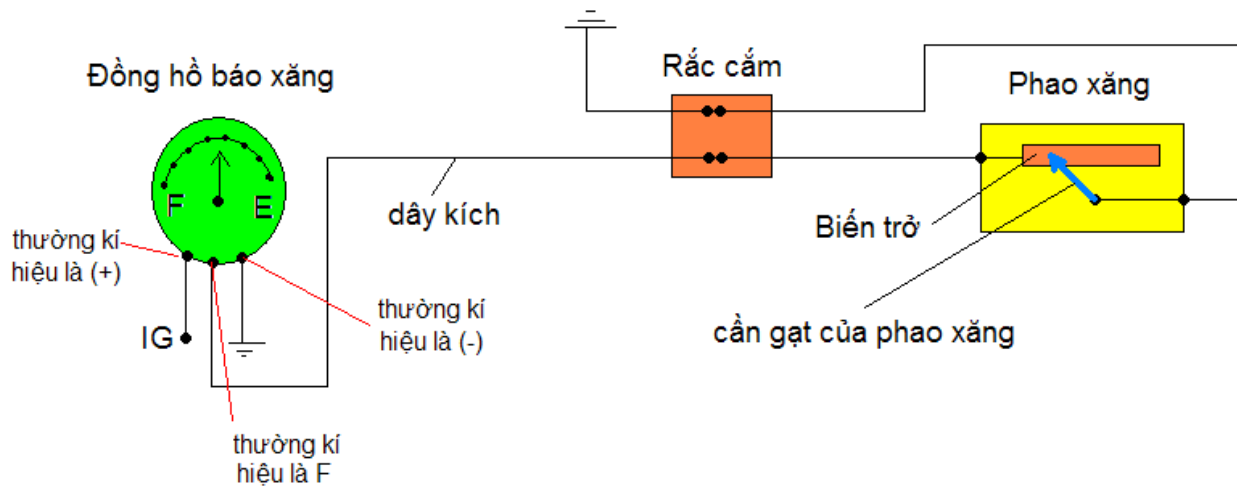 Đồng hồ báo xăng
Rắc cắm
Phao xăng
F
E
thường kí
hiệu là (+)
dây kích
Biến trở
thường kí
hiệu là (-)
IG
cần gạt của phao xăng
thường kí
hiệu là F